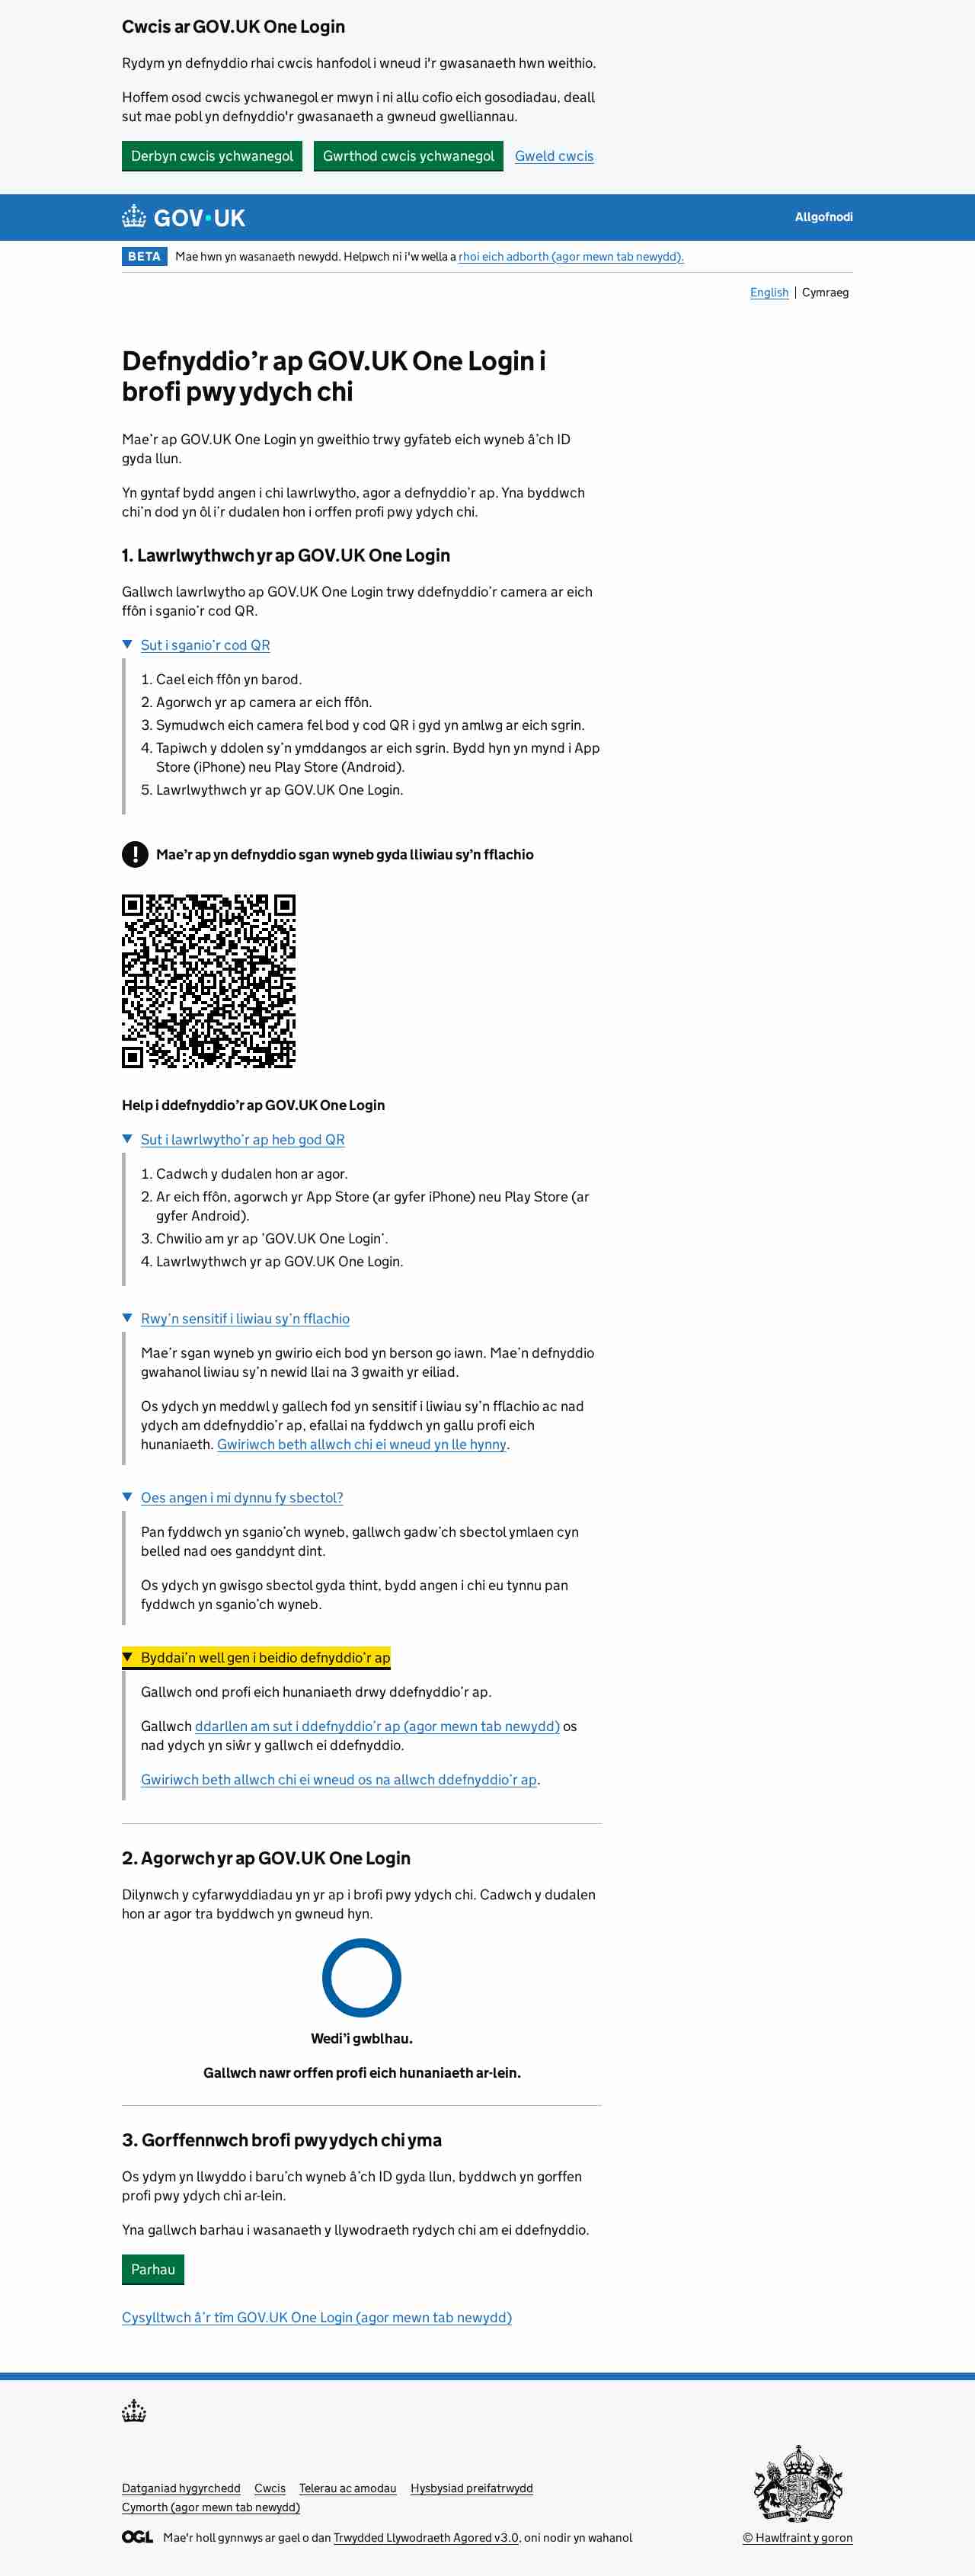 Cwcis ar GOV.UK One Login
Rydym yn defnyddio rhai cwcis hanfodol i wneud i'r gwasanaeth hwn weithio.
Hoffem osod cwcis ychwanegol er mwyn i ni allu cofio eich gosodiadau, deall
sut mae pobl yn defnyddio'r gwasanaeth a gwneud gwelliannau.
Derbyn cwcis ychwanegol Gwrthod cwcis ychwanegol Gweld cwcis
GOV·UK Allgofnodi
BETA Mae hwn yn wasanaeth newydd. Helpwch ni i'w wella a rhoi eich adborth (agor mewn tab newydd).
English | Cymraeg
Defnyddio’r ap GOV.UK One Login i
brofi pwy ydych chi
Mae’r ap GOV.UK One Login yn gweithio trwy gyfateb eich wyneb â’ch ID
gyda llun.
Yn gyntaf bydd angen i chi lawrlwytho, agor a defnyddio’r ap. Yna byddwch
chi’n dod yn ôl i’r dudalen hon i orffen profi pwy ydych chi.
1. Lawrlwythwch yr ap GOV.UK One Login
Gallwch lawrlwytho ap GOV.UK One Login trwy ddefnyddio’r camera ar eich
ffôn i sganio’r cod QR.
Sut i sganio’r cod QR
1. Cael eich ffôn yn barod.
2. Agorwch yr ap camera ar eich ffôn.
3. Symudwch eich camera fel bod y cod QR i gyd yn amlwg ar eich sgrin.
4. Tapiwch y ddolen sy’n ymddangos ar eich sgrin. Bydd hyn yn mynd i App
Store (iPhone) neu Play Store (Android).
5. Lawrlwythwch yr ap GOV.UK One Login.
! Mae’r ap yn defnyddio sgan wyneb gyda lliwiau sy’n fflachio
Help i ddefnyddio’r ap GOV.UK One Login
Sut i lawrlwytho’r ap heb god QR
1. Cadwch y dudalen hon ar agor.
2. Ar eich ffôn, agorwch yr App Store (ar gyfer iPhone) neu Play Store (ar
gyfer Android).
3. Chwilio am yr ap ‘GOV.UK One Login’.
4. Lawrlwythwch yr ap GOV.UK One Login.
Rwy’n sensitif i liwiau sy’n fflachio
Mae’r sgan wyneb yn gwirio eich bod yn berson go iawn. Mae’n defnyddio
gwahanol liwiau sy’n newid llai na 3 gwaith yr eiliad.
Os ydych yn meddwl y gallech fod yn sensitif i liwiau sy’n fflachio ac nad
ydych am ddefnyddio’r ap, efallai na fyddwch yn gallu profi eich
hunaniaeth. Gwiriwch beth allwch chi ei wneud yn lle hynny.
Oes angen i mi dynnu fy sbectol?
Pan fyddwch yn sganio’ch wyneb, gallwch gadw’ch sbectol ymlaen cyn
belled nad oes ganddynt dint.
Os ydych yn gwisgo sbectol gyda thint, bydd angen i chi eu tynnu pan
fyddwch yn sganio’ch wyneb.
Byddai’n well gen i beidio defnyddio’r ap
Gallwch ond profi eich hunaniaeth drwy ddefnyddio’r ap.
Gallwch ddarllen am sut i ddefnyddio’r ap (agor mewn tab newydd) os
nad ydych yn siŵr y gallwch ei ddefnyddio.
Gwiriwch beth allwch chi ei wneud os na allwch ddefnyddio’r ap.
2. Agorwch yr ap GOV.UK One Login
Dilynwch y cyfarwyddiadau yn yr ap i brofi pwy ydych chi. Cadwch y dudalen
hon ar agor tra byddwch yn gwneud hyn.
Wedi’i gwblhau.
Gallwch nawr orffen profi eich hunaniaeth ar-lein.
3. Gorffennwch brofi pwy ydych chi yma
Os ydym yn llwyddo i baru’ch wyneb â’ch ID gyda llun, byddwch yn gorffen
profi pwy ydych chi ar-lein.
Yna gallwch barhau i wasanaeth y llywodraeth rydych chi am ei ddefnyddio.
Parhau
Cysylltwch â’r tîm GOV.UK One Login (agor mewn tab newydd)
Datganiad hygyrchedd Cwcis Telerau ac amodau Hysbysiad preifatrwydd
Cymorth (agor mewn tab newydd)
OGL Mae'r holl gynnwys ar gael o dan Trwydded Llywodraeth Agored v3.0, oni nodir yn wahanol
© Hawlfraint y goron